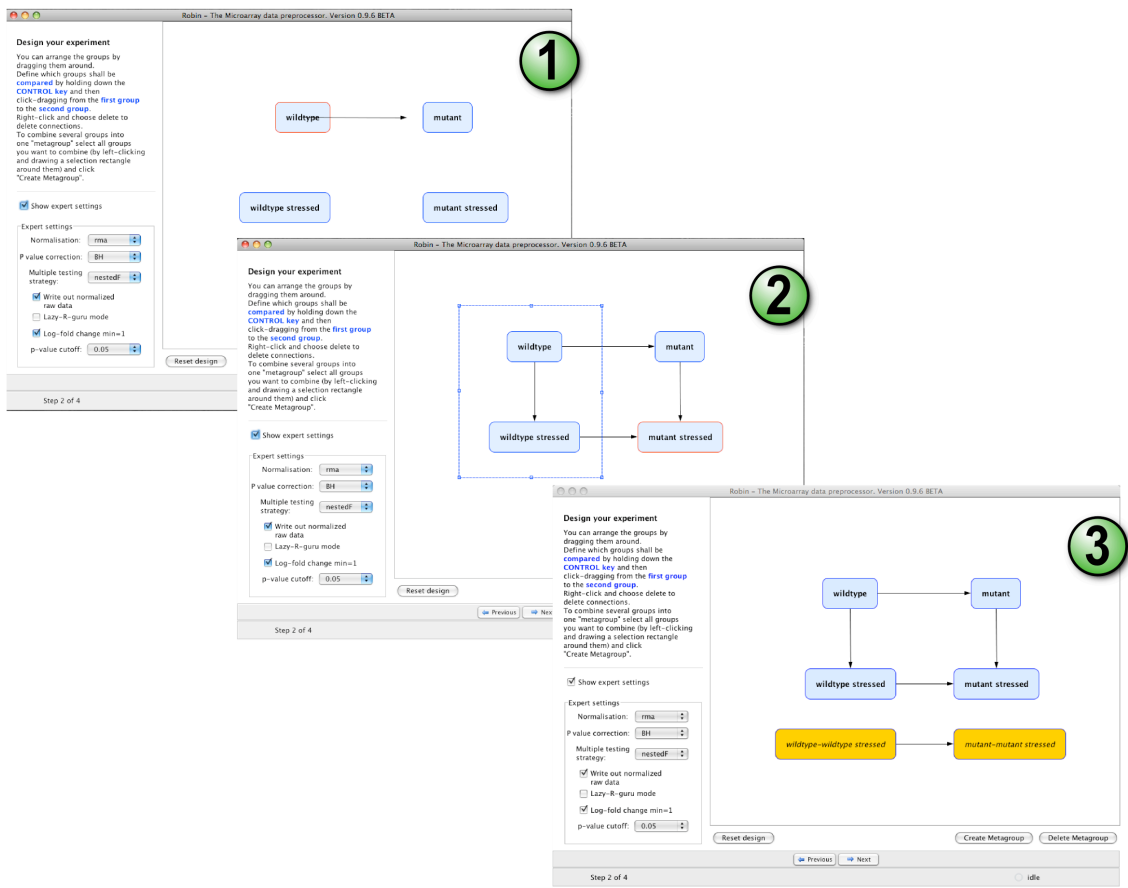 Robin - The Microarray data preprocessor. Version 0.9.6 BETA
1
Design your experiment
You can arrange the groups by
dragging them around.
Define which groups shall be
compared by holding down the
CONTROL key and then
click-dragging from the first group
to the second group.
Right-click and choose delete to
delete connections.
To combine several groups into
one "metagroup" select all groups
you want to combine (by left-clicking
and drawing a selection rectangle
around them) and click
"Create Metagroup".
Show expert settings
Expert settings
Normalisation: rma
P value correction: BH
Multiple testing
strategy: nestedF
Write out normalized
raw data
Lazy-R-guru mode
Log-fold change min=1
p-value cutoff: 0.05
wildtype
mutant
wildtype stressed
mutant stressed
Reset design
Step 2 of 4
Robin - The Microarray data preprocessor. Version 0.9.6 BETA
2
Design your experiment
You can arrange the groups by
dragging them around.
Define which groups shall be
compared by holding down the
CONTROL key and then
click-dragging from the first group
to the second group.
Right-click and choose delete to
delete connections.
To combine several groups into
one "metagroup" select all groups
you want to combine (by left-clicking
and drawing a selection rectangle
around them) and click
"Create Metagroup".
Show expert settings
Expert settings
Normalisation: rma
P value correction: BH
Multiple testing
strategy: nestedF
Write out normalized
raw data
Lazy-R-guru mode
Log-fold change min=1
p-value cutoff: 0.05
wildtype
mutant
wildtype stressed
mutant stressed
Reset design
Previous Nex
Step 2 of 4
Robin - The Microarray data preprocessor. Version 0.9.6 BETA
3
Design your experiment
You can arrange the groups by
dragging them around.
Define which groups shall be
compared by holding down the
CONTROL key and then
click-dragging from the first group
to the second group.
Right-click and choose delete to
delete connections.
To combine several groups into
one "metagroup" select all groups
you want to combine (by left-clicking
and drawing a selection rectangle
around them) and click
"Create Metagroup".
Show expert settings
Expert settings
Normalisation: rma
P value correction: BH
Multiple testing
strategy: nestedF
Write out normalized
raw data
Lazy-R-guru mode
Log-fold change min=1
p-value cutoff: 0.05
wildtype
mutant
wildtype stressed
mutant stressed
wildtype-wildtype stressed
mutant-mutant stressed
Reset design
Create Metagroup
Delete Metagroup
Previous Next
Step 2 of 4
idle